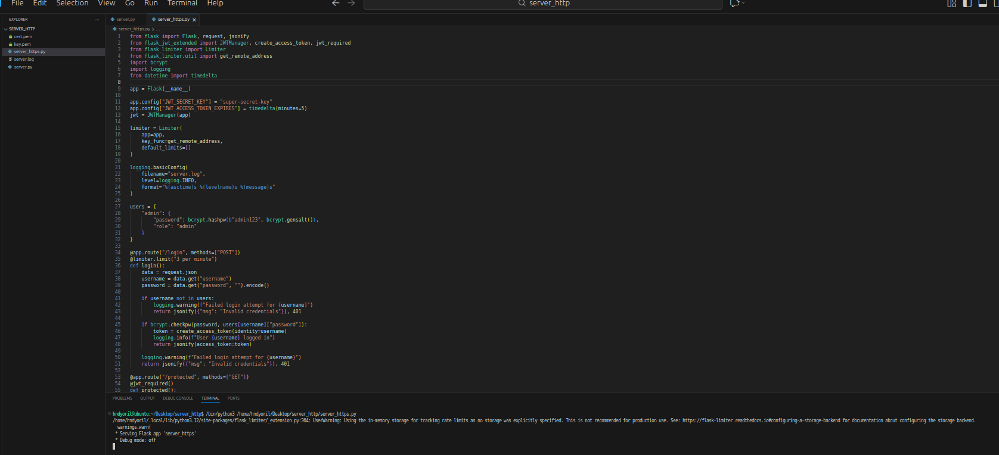 File Edit Selection View Go Run Terminal Help
server_http
EXPLORER
server.py
server_https.py
SERVER_HTTP
cert.pem
key.pem
server_https.py
server.log
server.py
server_https.py > ...
1 from flask import Flask, request, jsonify
2 from flask_jwt_extended import JWTManager, create_access_token, jwt_required
3 from flask_limiter import Limiter
4 from flask_limiter.util import get_remote_address
5 import bcrypt
6 import logging
7 from datetime import timedelta
8
9 app = Flask(__name__)
10
11 app.config["JWT_SECRET_KEY"] = "super-secret-key"
12 app.config["JWT_ACCESS_TOKEN_EXPIRES"] = timedelta(minutes=5)
13 jwt = JWTManager(app)
14
15 limiter = Limiter(
16     app=app,
17     key_func=get_remote_address,
18     default_limits=[]
19 )
20
21 logging.basicConfig(
22     filename="server.log",
23     level=logging.INFO,
24     format="%(asctime)s %(levelname)s %(message)s"
25 )
26
27 users = {
28     "admin": {
29         "password": bcrypt.hashpw(b"admin123", bcrypt.gensalt()),
30         "role": "admin"
31     }
32 }
33
34 @app.route("/login", methods=["POST"])
35 @limiter.limit("3 per minute")
36 def login():
37     data = request.json
38     username = data.get("username")
39     password = data.get("password", "").encode()
40
41     if username not in users:
42         logging.warning(f"Failed login attempt for {username}")
43         return jsonify({"msg": "Invalid credentials"}), 401
44
45     if bcrypt.checkpw(password, users[username]["password"]):
46         token = create_access_token(identity=username)
47         logging.info(f"User {username} logged in")
48         return jsonify(access_token=token)
49
50     logging.warning(f"Failed login attempt for {username}")
51     return jsonify({"msg": "Invalid credentials"}), 401
52
53 @app.route("/protected", methods=["GET"])
54 @jwt_required()
55 def protected():
PROBLEMS OUTPUT DEBUG CONSOLE TERMINAL PORTS
hndyoril@ubuntu:~/Desktop/server_http$ /bin/python3 /home/hndyoril/Desktop/server_http/server_https.py
/home/hndyoril/.local/lib/python3.12/site-packages/flask_limiter/_extension.py:364: UserWarning: Using the in-memory storage for tracking rate limits as no storage was explicitly specified. This is not recommended for production use. See: https://flask-limiter.readthedocs.io#configuring-a-storage-backend for documentation about configuring the storage backend.
warnings.warn(
* Serving Flask app 'server_https'
* Debug mode: off